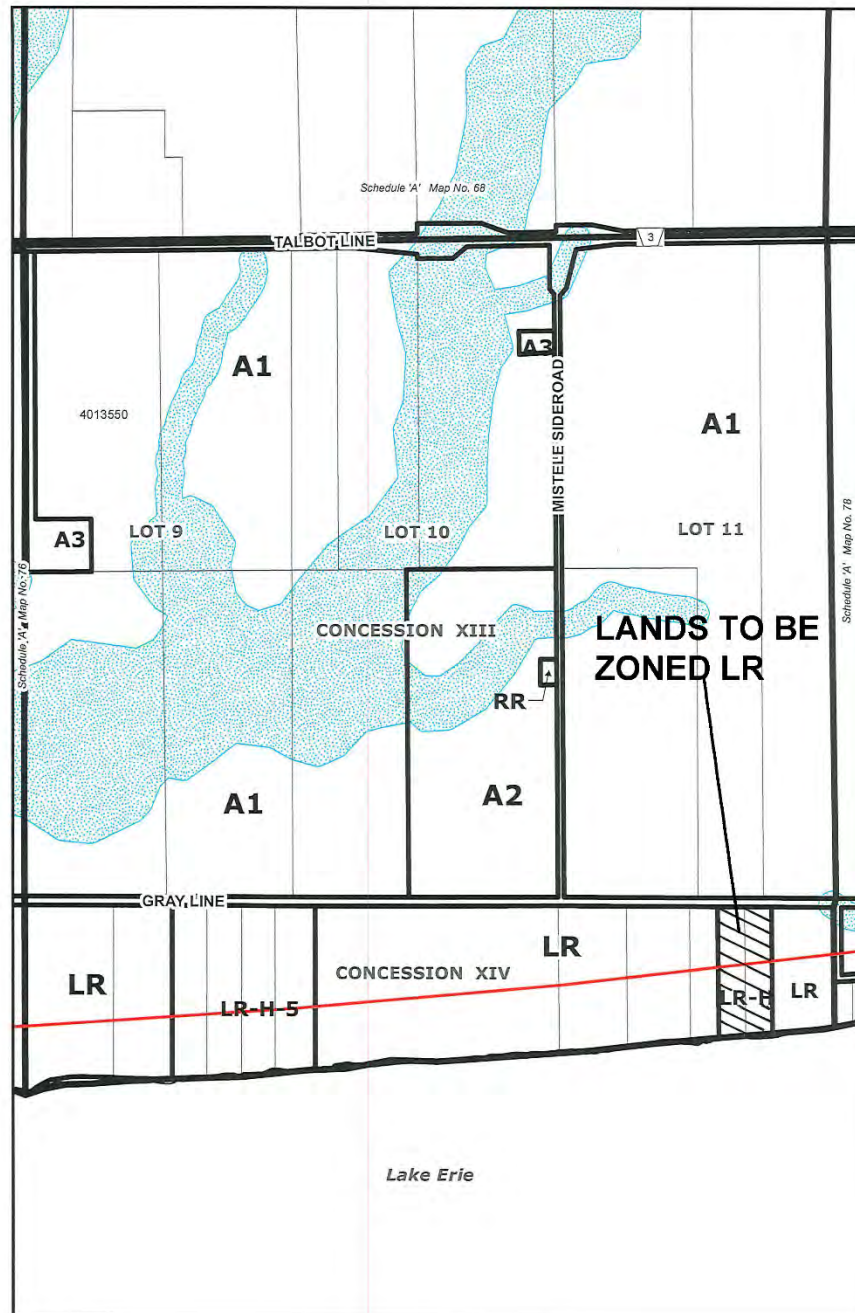 Schedule 'A' Map No. 68
TALBOT LINE
3
A3
A1
MISTELE SIDEROAD
A1
4013550
A3
LOT 9
LOT 10
LOT 11
Schedule 'A' Map No. 76
Schedule 'A' Map No. 78
CONCESSION XIII
LANDS TO BE
ZONED LR
RR
A1
A2
GRAY LINE
LR
LR-H-5
CONCESSION XIV
LR
LR-H
LR
Lake Erie